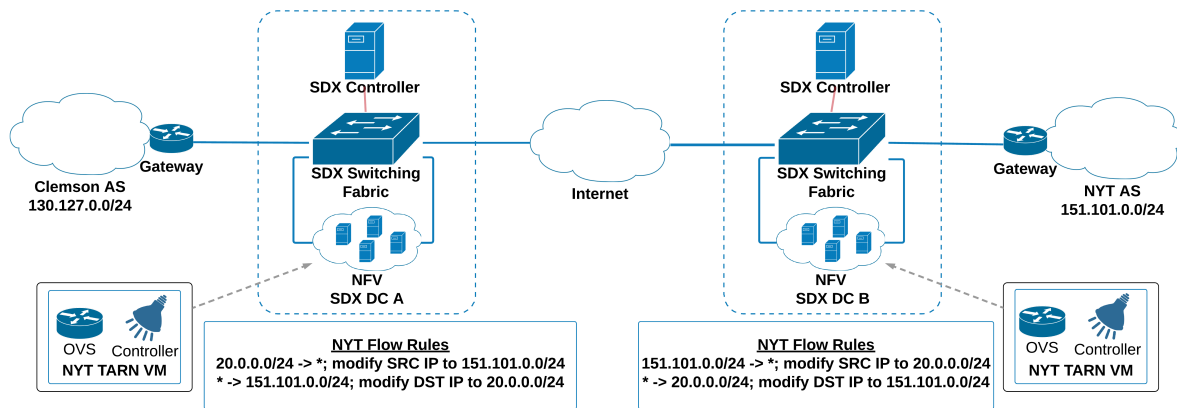 SDX Controller
SDX Controller
Gateway
SDX Switching
Fabric
Internet
SDX Switching
Fabric
Gateway
Clemson AS
130.127.0.0/24
NYT AS
151.101.0.0/24
NFV
SDX DC A
NFV
SDX DC B
OVS
Controller
NYT TARN VM
NYT Flow Rules
20.0.0.0/24 -> *; modify SRC IP to 151.101.0.0/24
* -> 151.101.0.0/24; modify DST IP to 20.0.0.0/24
NYT Flow Rules
151.101.0.0/24 -> *; modify SRC IP to 20.0.0.0/24
* -> 20.0.0.0/24; modify DST IP to 151.101.0.0/24
OVS
Controller
NYT TARN VM